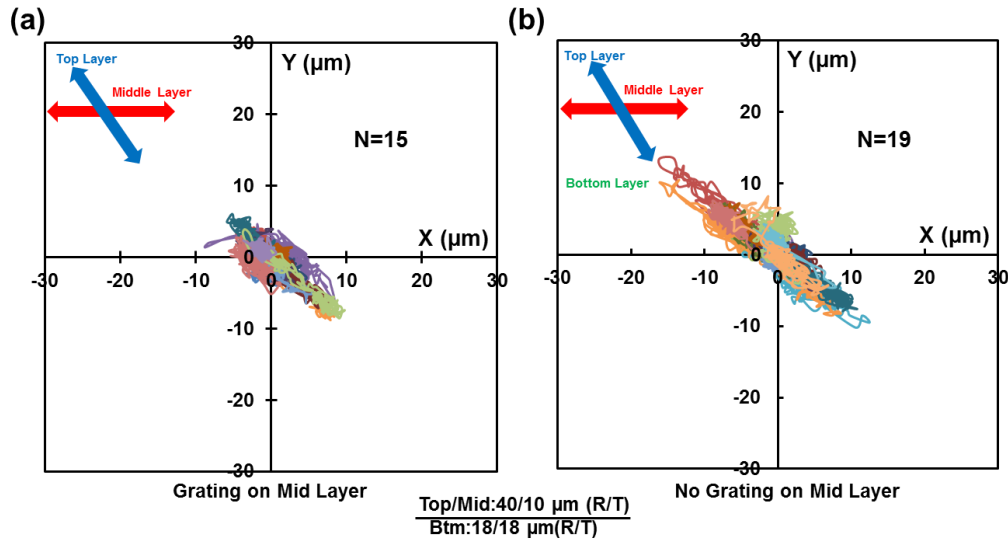 (a)
30
Y (µm)
Top Layer
Middle Layer
20
N=15
10
X (µm)
0
-30
-20
-10
0
10
20
30
-10
-20
-30
Grating on Mid Layer
(b)
30
Y (µm)
Top Layer
Middle Layer
20
N=19
Bottom Layer
10
X (µm)
0
-30
-20
-10
0
10
20
30
-10
-20
-30
No Grating on Mid Layer
Top/Mid:40/10 µm (R/T)
Btm:18/18 µm(R/T)